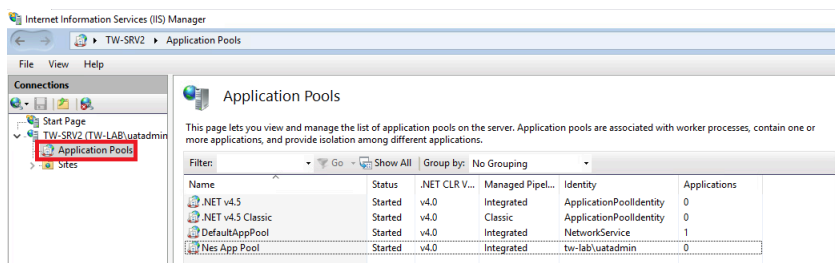 Internet Information Services (IIS) Manager
TW-SRV2 Application Pools
File View Help
Connections
Start Page
TW-SRV2 (TW-LAB\uatadmin
Application Pools
Sites
Application Pools
This page lets you view and manage the list of application pools on the server. Application pools are associated with worker processes, contain one or
more applications, and provide isolation among different applications.
Filter: Go Show All Group by: No Grouping
Name Status .NET CLR V... Managed Pipel... Identity Applications
.NET v4.5 Started v4.0 Integrated ApplicationPoolIdentity 0
.NET v4.5 Classic Started v4.0 Classic ApplicationPoolIdentity 0
DefaultAppPool Started v4.0 Integrated NetworkService 1
Nes App Pool Started v4.0 Integrated tw-lab\uatadmin 0